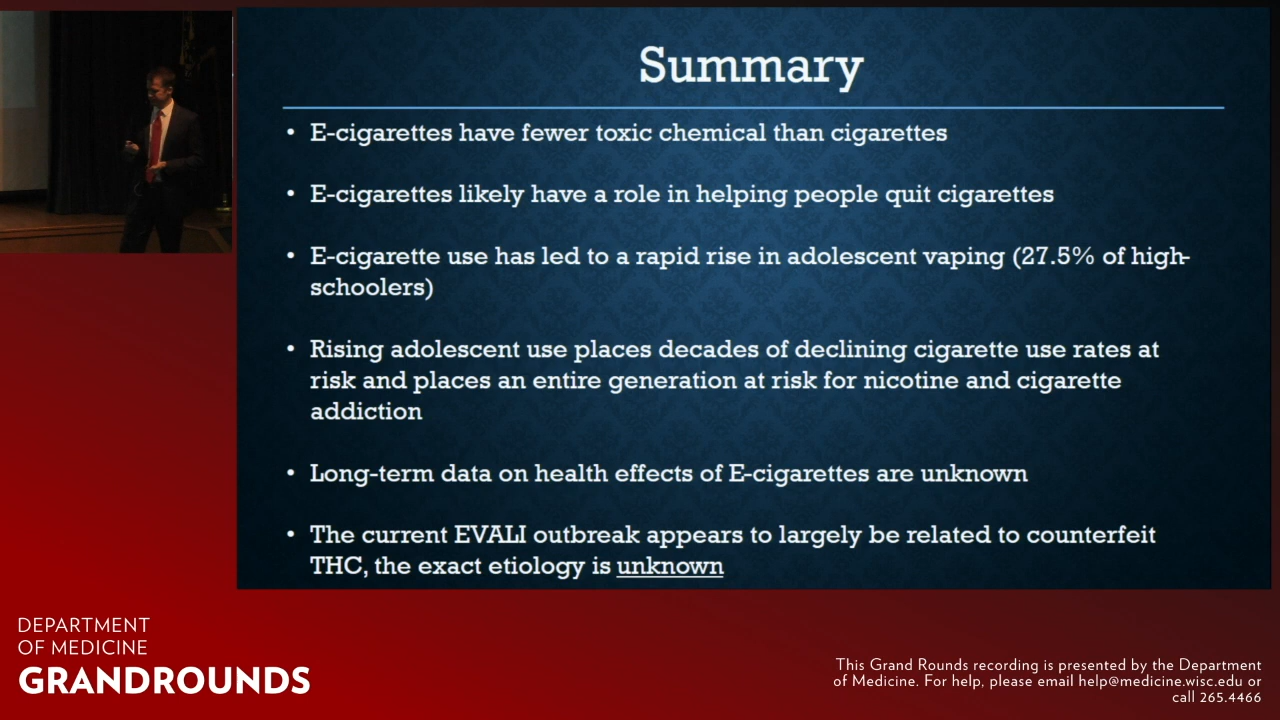 Summary
• E-cigarettes have fewer toxic chemical than cigarettes
• E-cigarettes likely have a role in helping people quit cigarettes
• E-cigarette use has led to a rapid rise in adolescent vaping (27.5% of high-
schoolers)
• Rising adolescent use places decades of declining cigarette use rates at
risk and places an entire generation at risk for nicotine and cigarette
addiction
• Long-term data on health effects of E-cigarettes are unknown
• The current EVALI outbreak appears to largely be related to counterfeit
THC, the exact etiology is unknown
DEPARTMENT
OF MEDICINE
GRANDROUNDS
This Grand Rounds recording is presented by the Department
of Medicine. For help, please email help@medicine.wisc.edu or
call 265.4466